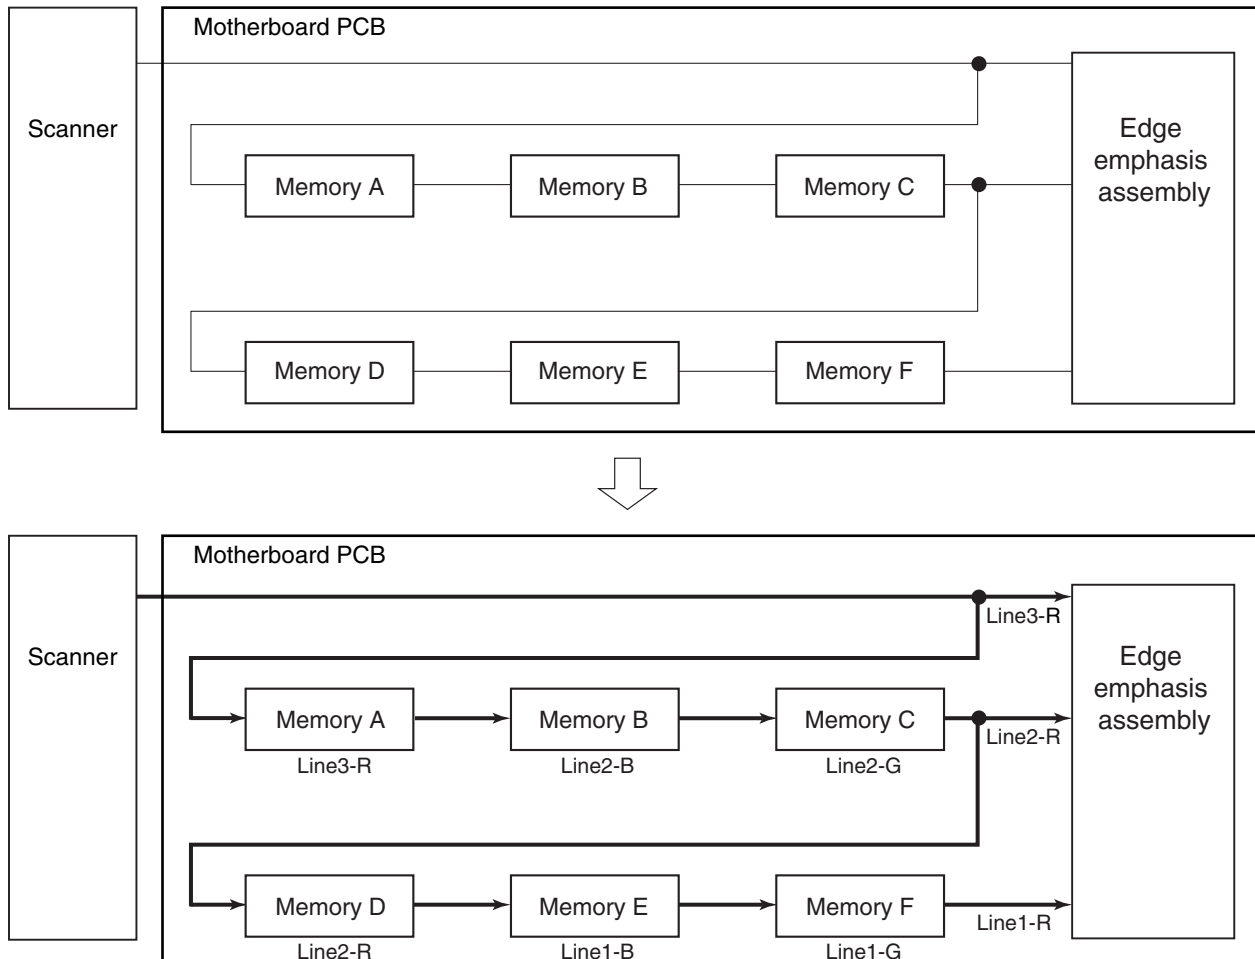 Motherboard PCB
Scanner
Edge
emphasis
assembly
Memory A
Memory B
Memory C
Memory D
Memory E
Memory F
Motherboard PCB
Line3-R
Scanner
Edge
emphasis
assembly
Memory A
Memory B
Memory C
Line2-R
Line3-R
Line2-B
Line2-G
Memory D
Memory E
Memory F
Line1-R
Line2-R
Line1-B
Line1-G